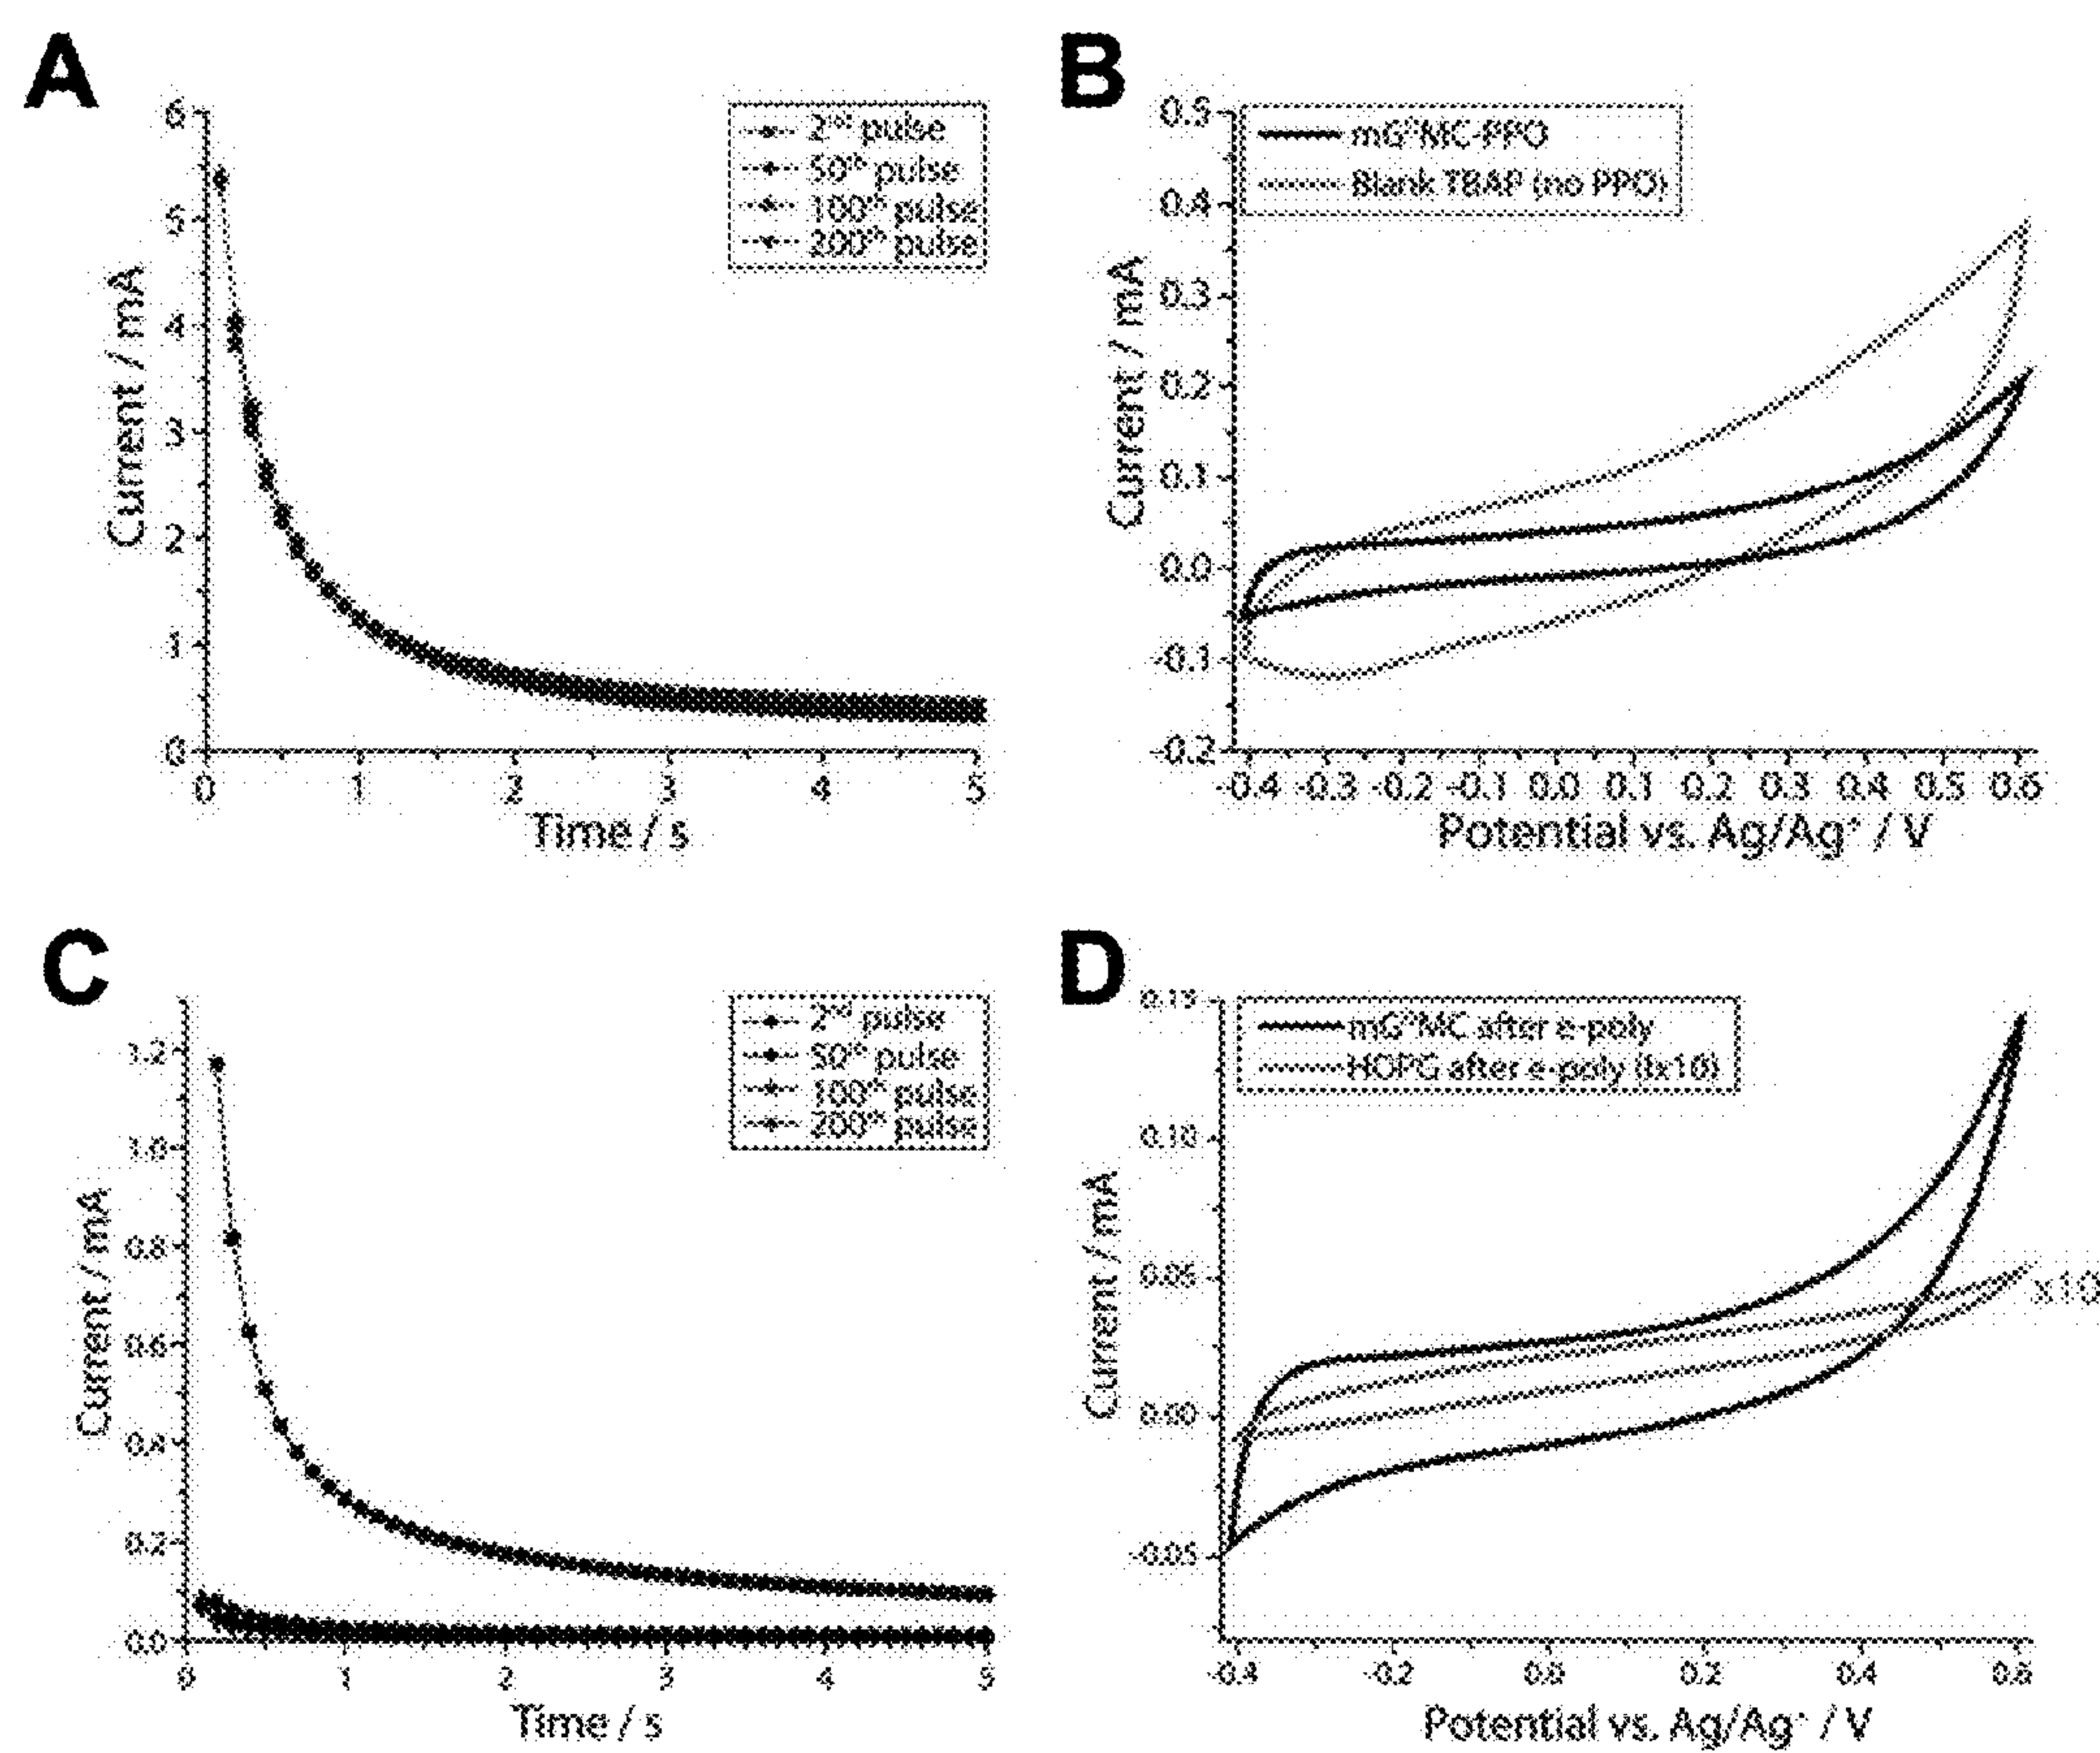 A
6
5
4
3
2
1
0
0 1 2 3 4 5
Current / mA
Time / s
2nd pulse
50th pulse
100th pulse
200th pulse
B
0.5
0.4
0.3
0.2
0.1
0.0
-0.1
-0.2
-0.4 -0.3 -0.2 -0.1 0.0 0.1 0.2 0.3 0.4 0.5 0.6
Current / mA
Potential vs. Ag/Ag+ / V
Blank TBAP (no PPO)
C
1.2
1.0
0.8
0.6
0.4
0.2
0.0
0 1 2 3 4 5
Current / mA
Time / s
2nd pulse
50th pulse
100th pulse
200th pulse
D
0.15
0.10
0.05
0.00
-0.05
-0.4 -0.2 0.0 0.2 0.4 0.6
Current / mA
Potential vs. Ag/Ag+ / V
after e-poly
HOPG after e-poly (Ix10)
x10